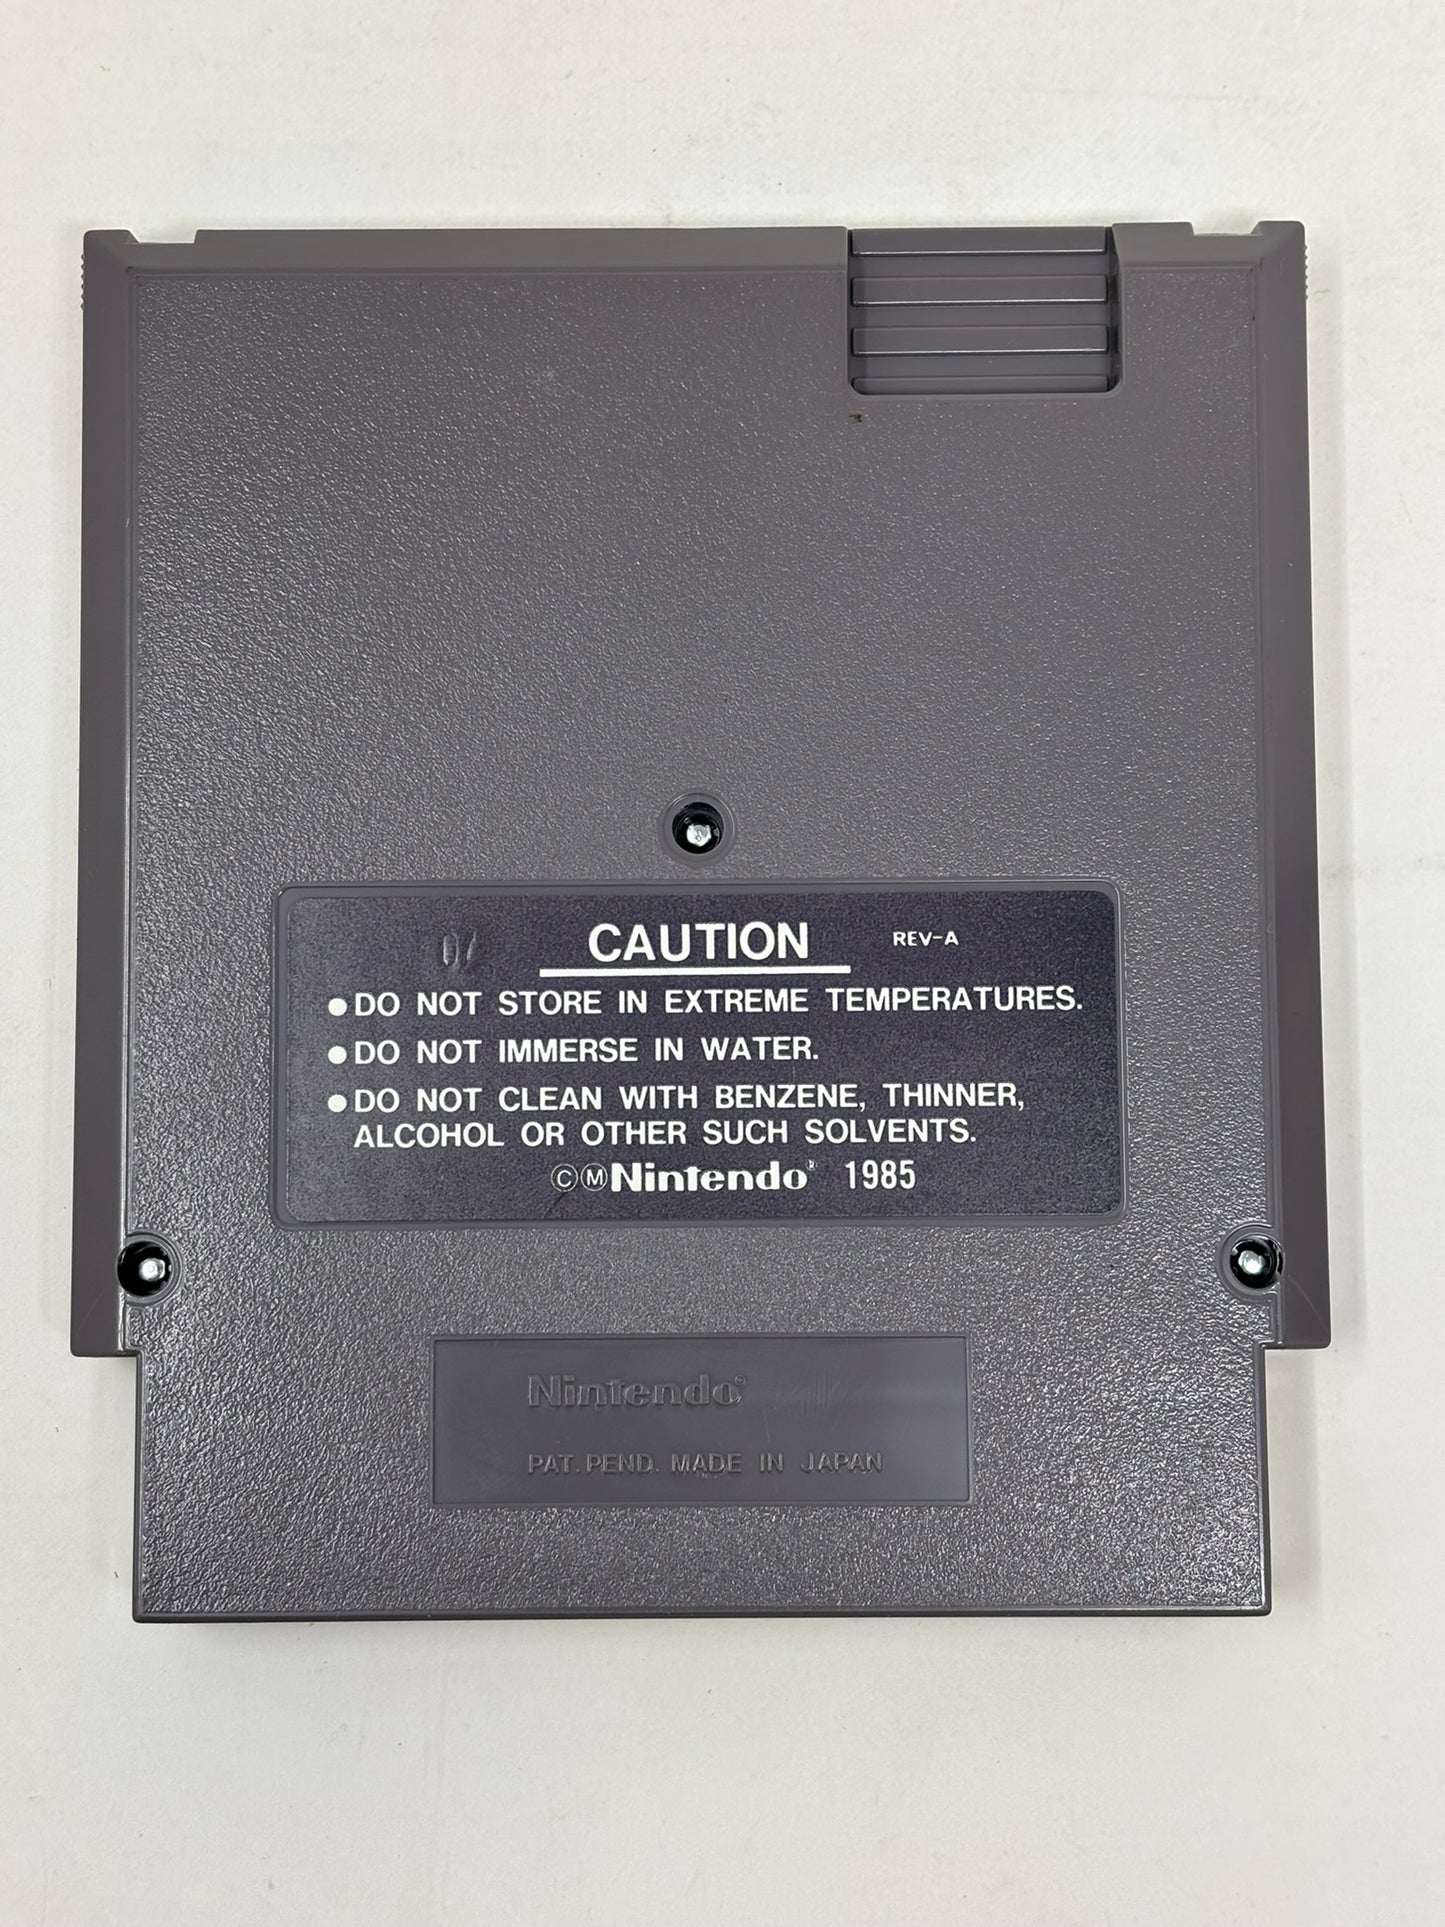 CAUTION REV-A
●DO NOT STORE IN EXTREME TEMPERATURES.
●DO NOT IMMERSE IN WATER.
●DO NOT CLEAN WITH BENZENE, THINNER,
ALCOHOL OR OTHER SUCH SOLVENTS.
ⒸⓂNintendo® 1985
Nintendo®
PAT. PEND. MADE IN JAPAN